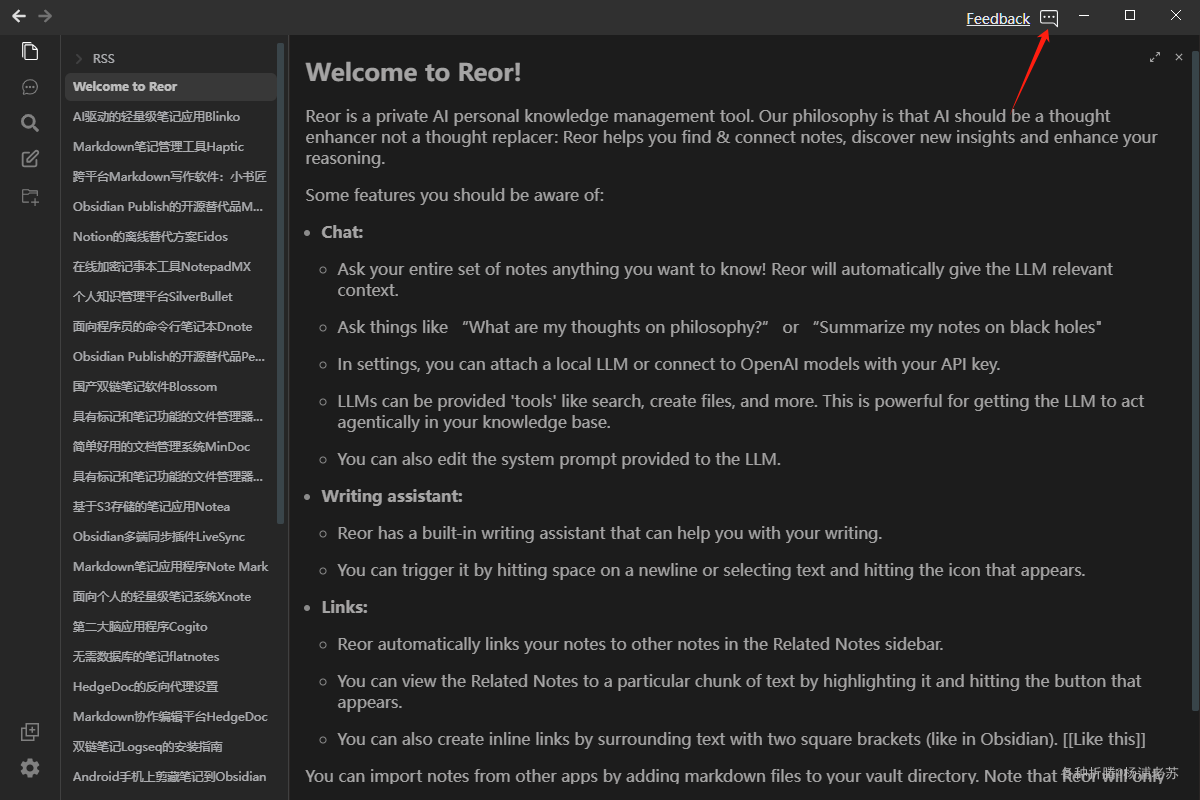 Feedback
RSS
Welcome to Reor
AI驱动的轻量级笔记应用Blinko
Markdown笔记管理工具Haptic
跨平台Markdown写作软件：小书匠
Obsidian Publish的开源替代品M...
Notion的离线替代方案Eidos
在线加密记事本工具NotepadMX
个人知识管理平台SilverBullet
面向程序员的命令行笔记本Dnote
Obsidian Publish的开源替代品Pe...
国产双链笔记软件Blossom
具有标记和笔记功能的文件管理器...
简单好用的文档管理系统MinDoc
具有标记和笔记功能的文件管理器...
基于S3存储的笔记应用Notea
Obsidian多端同步插件LiveSync
Markdown笔记应用程序Note Mark
面向个人的轻量级笔记系统Xnote
第二大脑应用程序Cogito
无需数据库的笔记flatnotes
HedgeDoc的反向代理设置
Markdown协作编辑平台HedgeDoc
双链笔记Logseq的安装指南
Android手机上剪藏笔记到Obsidian
Welcome to Reor!
Reor is a private AI personal knowledge management tool. Our philosophy is that AI should be a thought
enhancer not a thought replacer: Reor helps you find & connect notes, discover new insights and enhance your
reasoning.
Some features you should be aware of:
Chat:
Ask your entire set of notes anything you want to know! Reor will automatically give the LLM relevant
context.
Ask things like “What are my thoughts on philosophy?” or “Summarize my notes on black holes"
In settings, you can attach a local LLM or connect to OpenAI models with your API key.
LLMs can be provided 'tools' like search, create files, and more. This is powerful for getting the LLM to act
agentically in your knowledge base.
You can also edit the system prompt provided to the LLM.
Writing assistant:
Reor has a built-in writing assistant that can help you with your writing.
You can trigger it by hitting space on a newline or selecting text and hitting the icon that appears.
Links:
Reor automatically links your notes to other notes in the Related Notes sidebar.
You can view the Related Notes to a particular chunk of text by highlighting it and hitting the button that
appears.
You can also create inline links by surrounding text with two square brackets (like in Obsidian). [[Like this]]
You can import notes from other apps by adding markdown files to your vault directory. Note that Reor will only
各种折腾@杨浦老苏